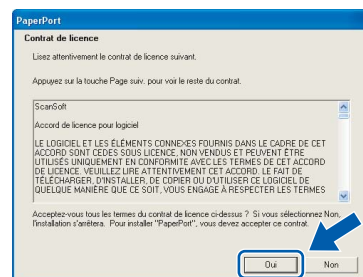 PaperPort
Contrat de licence
Lisez attentivement le contrat de licence suivant.
Appuyez sur la touche Page suiv. pour voir le reste du contrat.
ScanSoft
Accord de licence pour logiciel
LE LOGICIEL ET LES ÉLÉMENTS CONNEXES FOURNIS DANS LE CADRE DE CET
ACCORD SONT CEDES SOUS LICENCE, NON VENDUS ET PEUVENT ÊTRE
UTILISÉS UNIQUEMENT EN CONFORMITE AVEC LES TERMES DE CET ACCORD
DE LICENCE. VEUILLEZ LIRE ATTENTIVEMENT CET ACCORD. LE FAIT DE
TÉLÉCHARGER, D'INSTALLER, DE COPIER OU D'UTILISER CE LOGICIEL DE
QUELQUE MANIÈRE QUE CE SOIT, VOUS ENGAGE À RESPECTER LES TERMES
Acceptez-vous tous les termes du contrat de licence ci-dessus ? Si vous sélectionnez Non,
l'installation s'arrêtera. Pour installer "PaperPort", vous devez accepter ce contrat.
Oui
Non